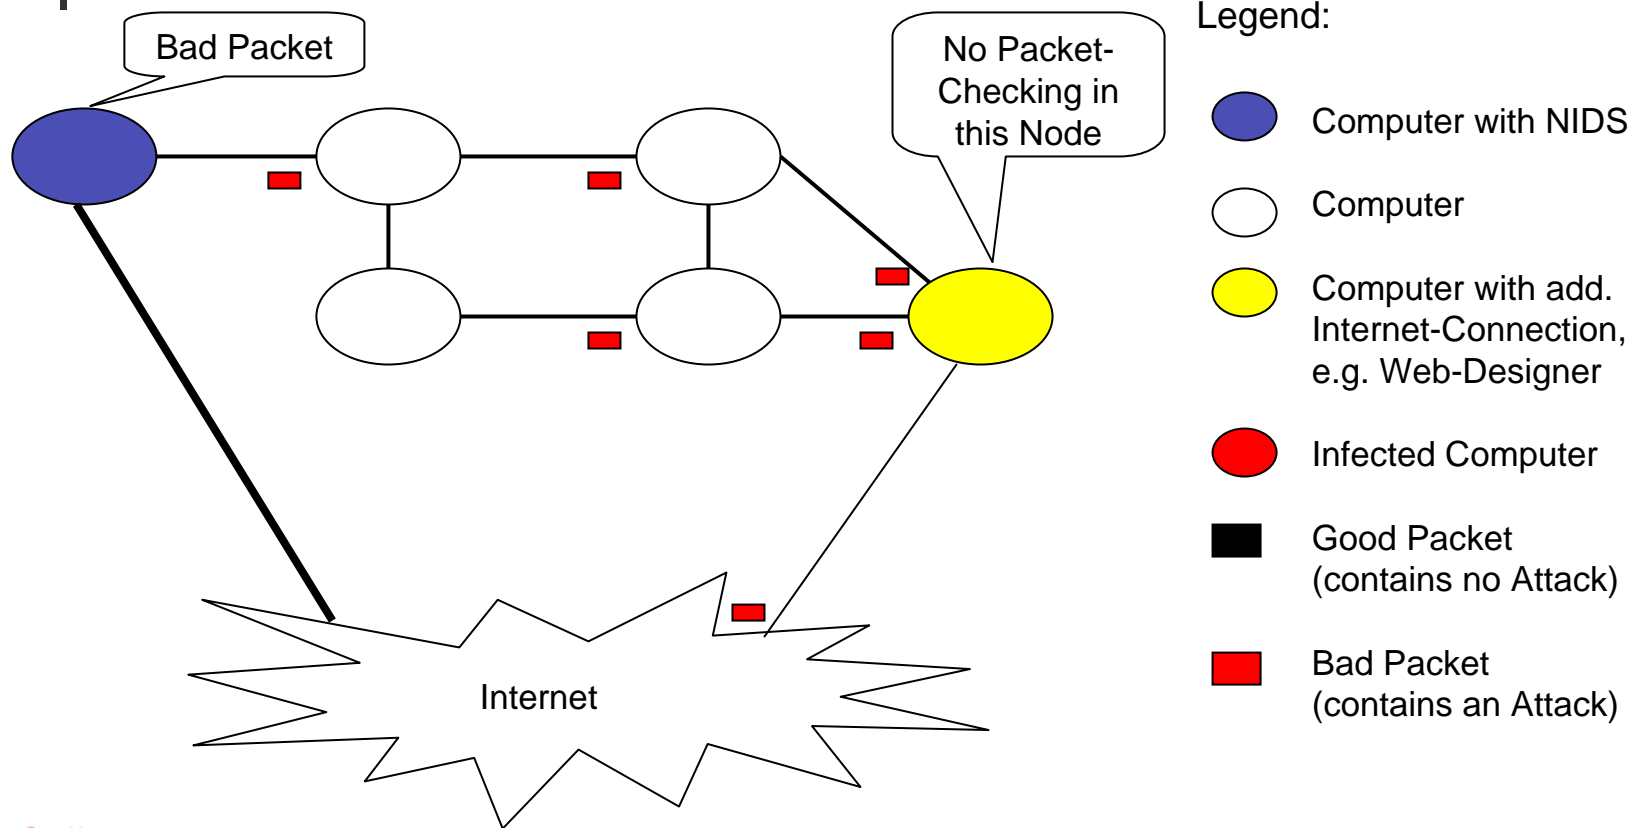 Bad Packet
No Packet-
Checking in
this Node
Internet
Legend:
Computer with NIDS
Computer
Computer with add.
Internet-Connection,
e.g. Web-Designer
Infected Computer
Good Packet
(contains no Attack)
Bad Packet
(contains an Attack)